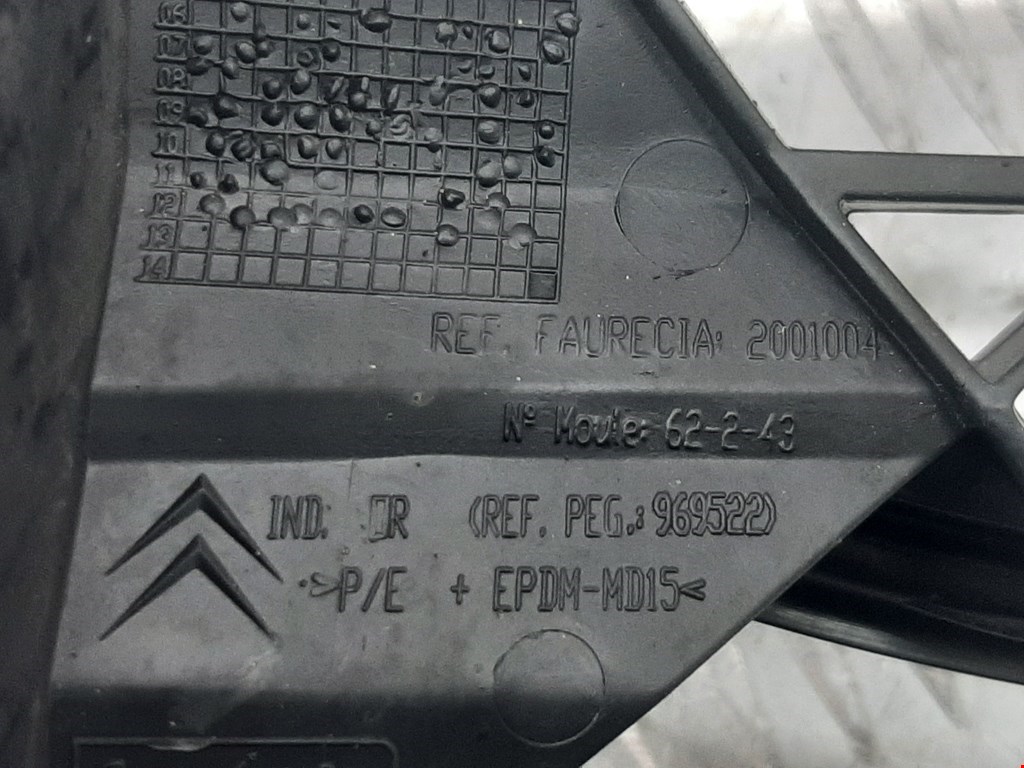 06
07
08
09
10
11
12
13
14
REF. FAURECIA: 2001004
Nº Moule: 62-2-43
IND. R (REF. PEG.: 969522)
>P/E + EPDM-MD15<